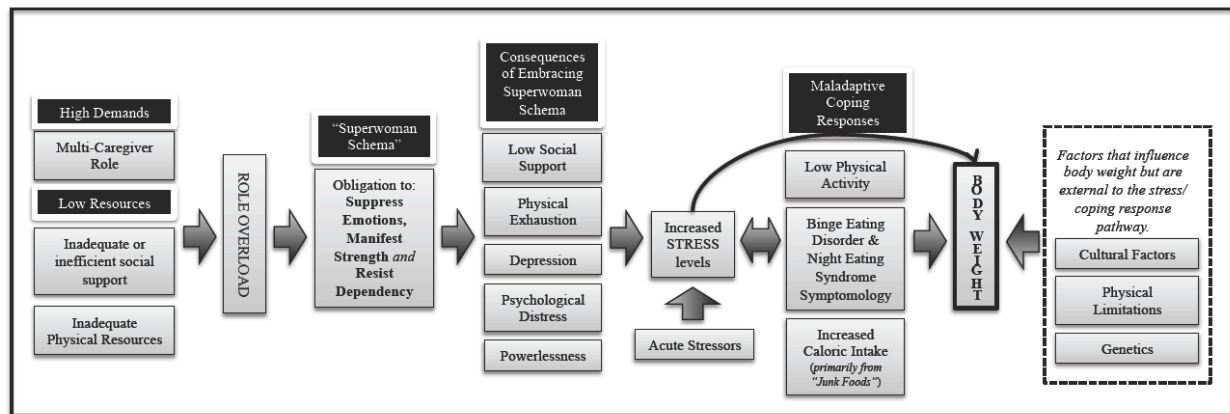 High Demands
Multi-Caregiver
Role
Low Resources
Inadequate or
inefficient social
support
Inadequate
Physical Resources
ROLE OVERLOAD
“Superwoman
Schema”
Obligation to:
Suppress
Emotions,
Manifest
Strength and
Resist
Dependency
Consequences
of Embracing
Superwoman
Schema
Low Social
Support
Physical
Exhaustion
Depression
Psychological
Distress
Powerlessness
Increased
STRESS
levels
Acute Stressors
Maladaptive
Coping
Responses
Low Physical
Activity
Binge Eating
Disorder &
Night Eating
Syndrome
Symptomology
Increased
Caloric Intake
(primarily from
“Junk Foods”)
BODY WEIGHT
Factors that influence
body weight but are
external to the stress/
coping response
pathway.
Cultural Factors
Physical
Limitations
Genetics